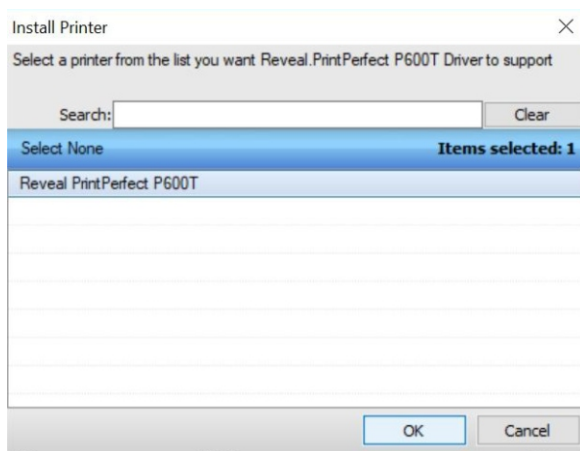 Install Printer
Select a printer from the list you want Reveal.PrintPerfect P600T Driver to support
Search:
Clear
Select None
Items selected: 1
Reveal PrintPerfect P600T
OK
Cancel